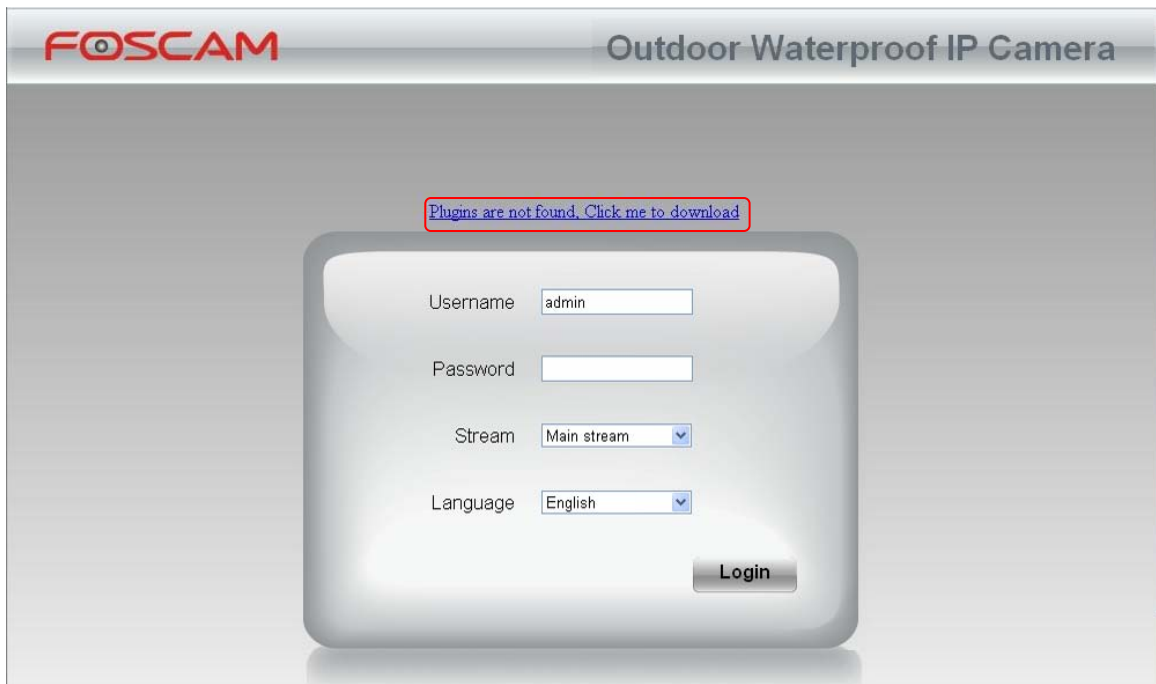 FOSCAM
Outdoor Waterproof IP Camera
Plugins are not found, Click me to download
Username admin
Password
Stream Main stream
Language English
Login